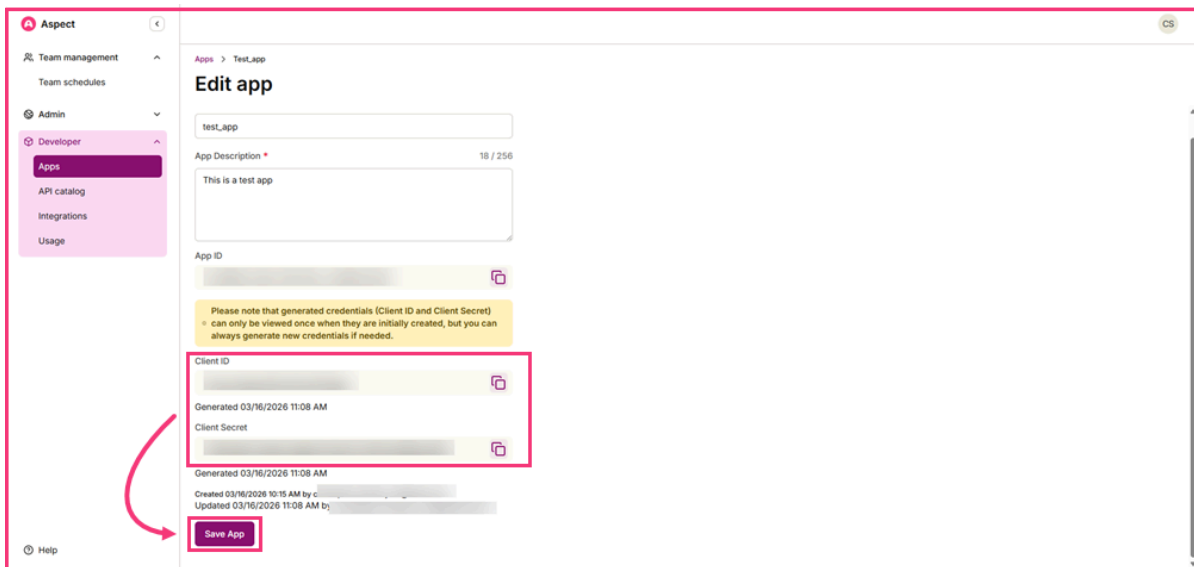 Aspect
CS
Team management
Team schedules
Admin
Developer
Apps
API catalog
Integrations
Usage
Help
Apps > Test_app
Edit app
test_app
App Description * 18 / 256
This is a test app
App ID
Please note that generated credentials (Client ID and Client Secret)
can only be viewed once when they are initially created, but you can
always generate new credentials if needed.
Client ID
Generated 03/16/2026 11:08 AM
Client Secret
Generated 03/16/2026 11:08 AM
Created 03/16/2026 10:15 AM by
Updated 03/16/2026 11:08 AM by
Save App